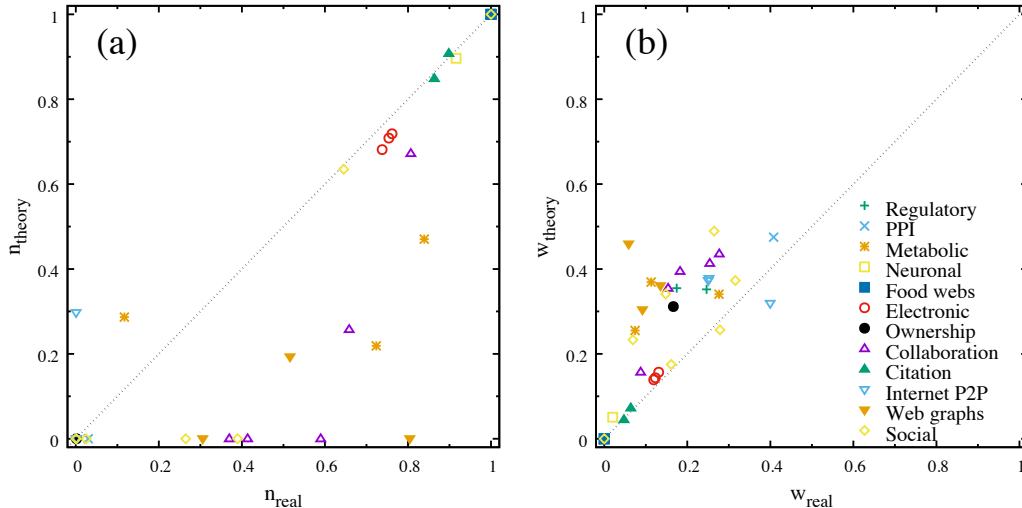 (a)
1
0.8
0.6
0.4
0.2
0
n_theory
0 0.2 0.4 0.6 0.8 1
n_real
(b)
1
0.8
0.6
0.4
0.2
0
w_theory
Regulatory
PPI
Metabolic
Neuronal
Food webs
Electronic
Ownership
Collaboration
Citation
Internet P2P
Web graphs
Social
0 0.2 0.4 0.6 0.8 1
w_real